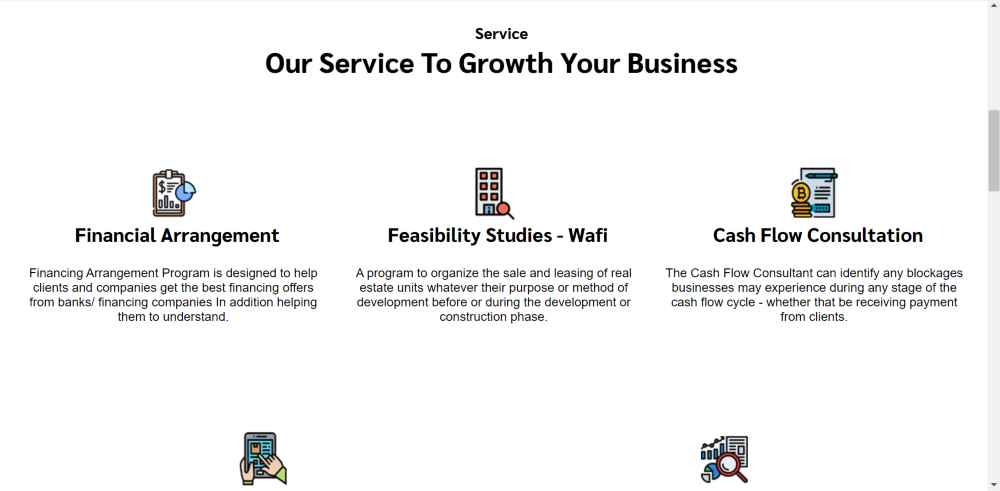 Service
Our Service To Growth Your Business
Financial Arrangement
Feasibility Studies - Wafi
Cash Flow Consultation
Financing Arrangement Program is designed to help
clients and companies get the best financing offers
from banks/ financing companies In addition helping
them to understand.
A program to organize the sale and leasing of real
estate units whatever their purpose or method of
development before or during the development or
construction phase.
The Cash Flow Consultant can identify any blockages
businesses may experience during any stage of the
cash flow cycle - whether that be receiving payment
from clients.